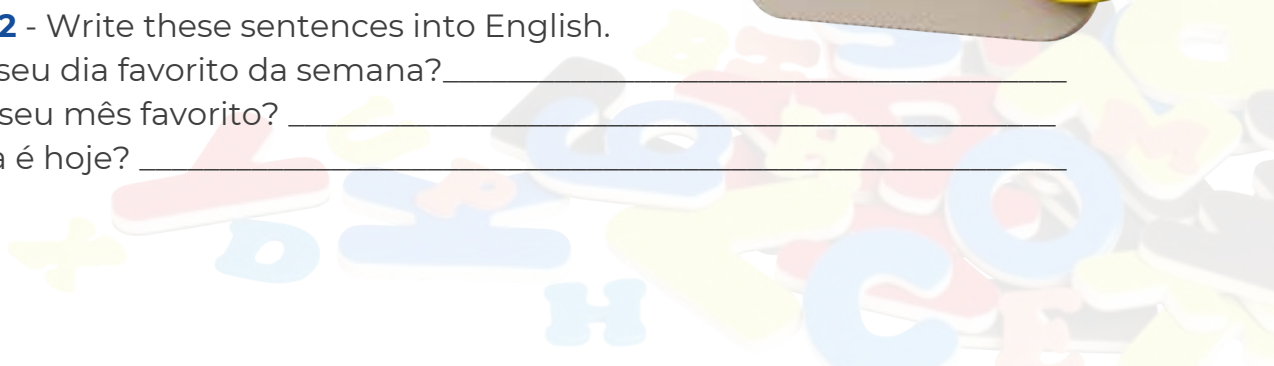 2 - Write these sentences into English.
seu dia favorito da semana?
seu mês favorito?
a é hoje?